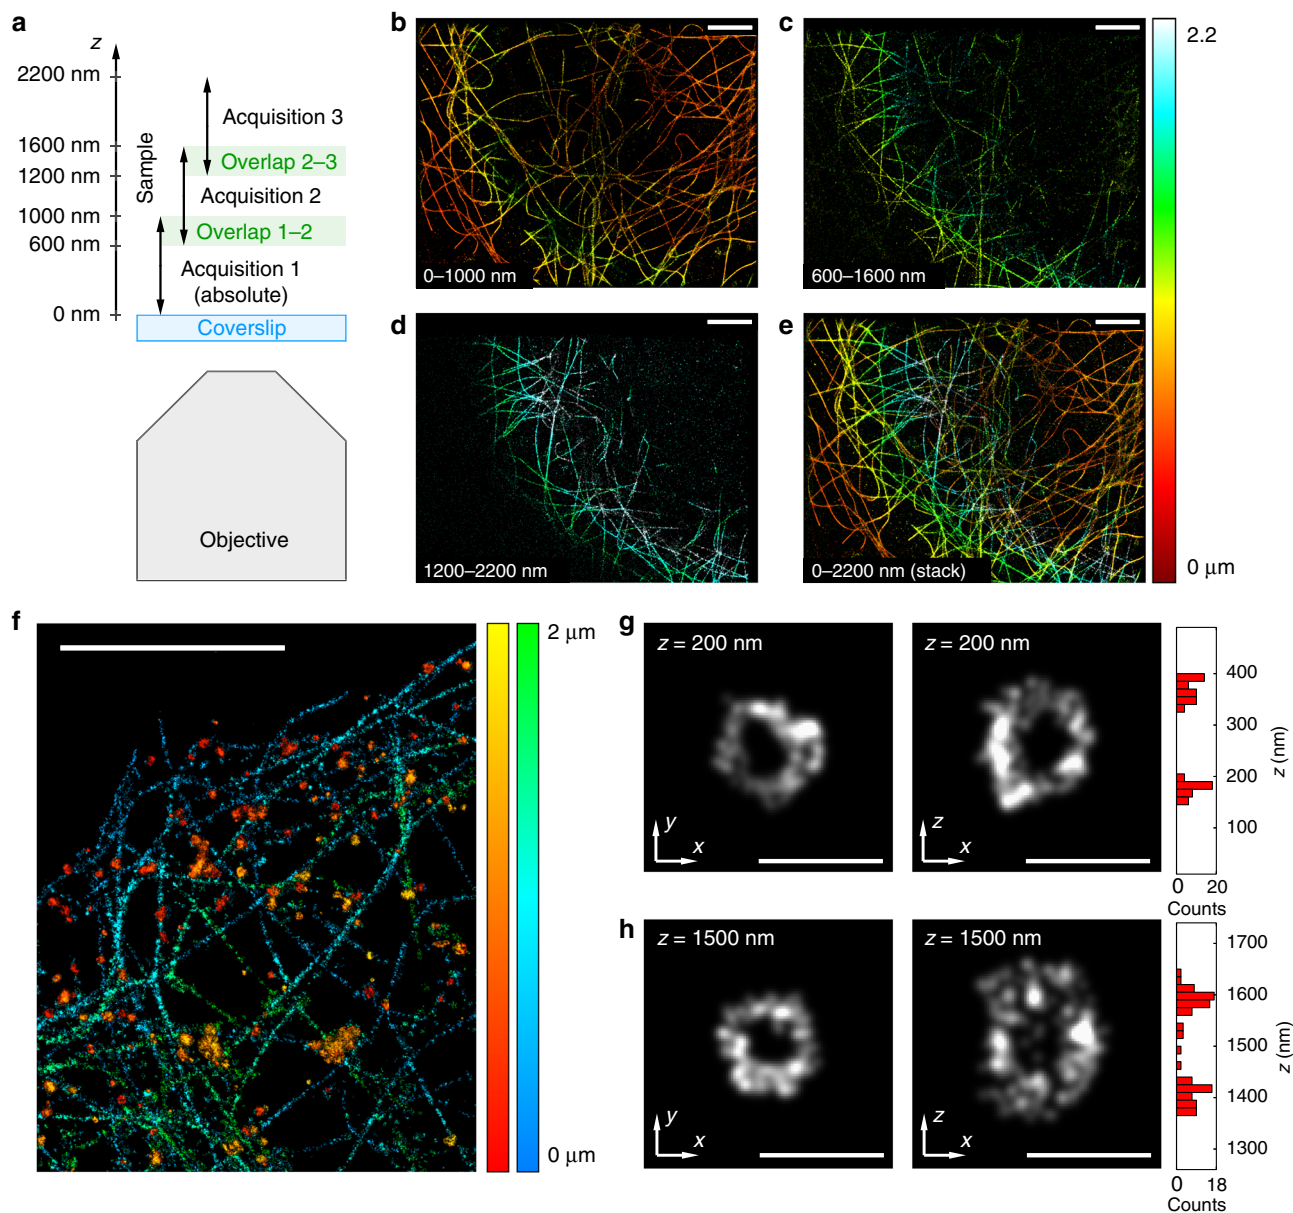 a
z
2200 nm
Acquisition 3
1600 nm
Overlap 2–3
1200 nm
Sample
Acquisition 2
1000 nm
Overlap 1–2
600 nm
Acquisition 1
(absolute)
0 nm
Coverslip
Objective
b
0–1000 nm
c
600–1600 nm
2.2
0 μm
d
1200–2200 nm
e
0–2200 nm (stack)
f
2 μm
0 μm
g
z = 200 nm
y
x
z = 200 nm
z
x
400
300
200
100
z (nm)
0 20
Counts
h
z = 1500 nm
y
x
z = 1500 nm
z
x
1700
1600
1500
1400
1300
z (nm)
0 18
Counts